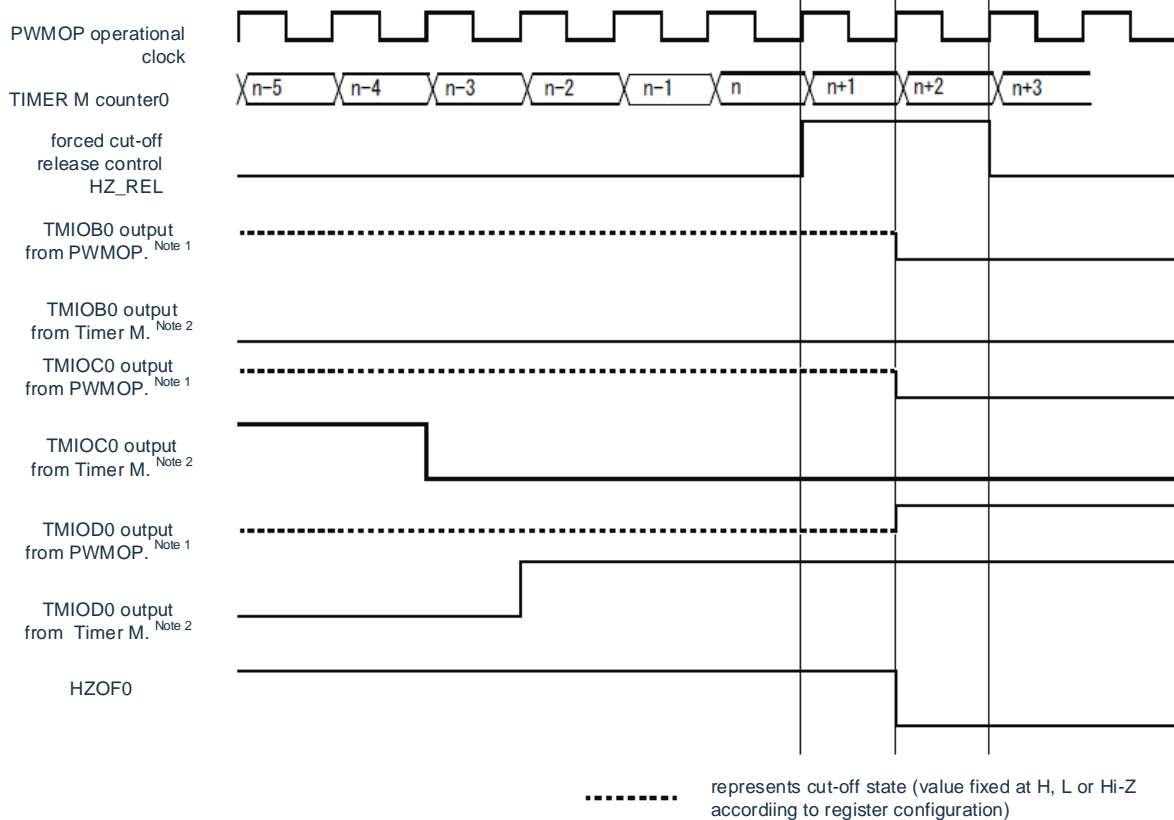 PWMOP operational
clock
TIMER M counter0
n−5 n−4 n−3 n−2 n−1 n n+1 n+2 n+3
forced cut-off
release control
HZ_REL
TMIOB0 output
from PWMOP. Note 1
TMIOB0 output
from Timer M. Note 2
TMIOC0 output
from PWMOP. Note 1
TMIOC0 output
from Timer M. Note 2
TMIOD0 output
from PWMOP. Note 1
TMIOD0 output
from Timer M. Note 2
HZOF0
represents cut-off state (value fixed at H, L or Hi-Z
accordiing to register configuration)